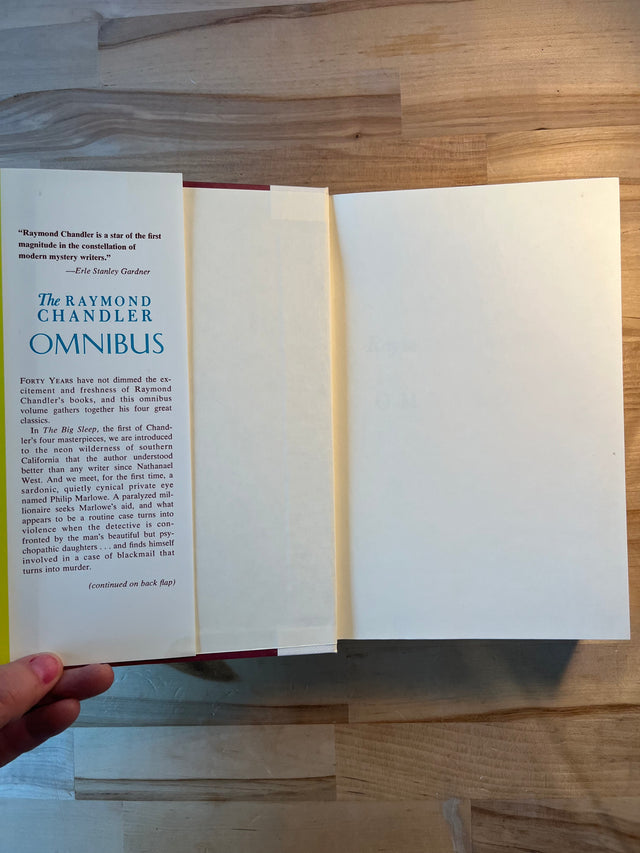 “Raymond Chandler is a star of the first
magnitude in the constellation of
modern mystery writers.”
—Erle Stanley Gardner
The RAYMOND
CHANDLER
OMNIBUS
FORTY YEARS have not dimmed the ex-
citement and freshness of Raymond
Chandler's books, and this omnibus
volume gathers together his four great
classics.
In The Big Sleep, the first of Chand-
ler's four masterpieces, we are introduced
to the neon wilderness of southern
California that the author understood
better than any writer since Nathanael
West. And we meet, for the first time, a
sardonic, quietly cynical private eye
named Philip Marlowe. A paralyzed mil-
lionaire seeks Marlowe's aid, and what
appears to be a routine case turns into
violence when the detective is con-
fronted by the man's beautiful but psy-
chopathic daughters . . . and finds himself
involved in a case of blackmail that
turns into murder.
(continued on back flap)